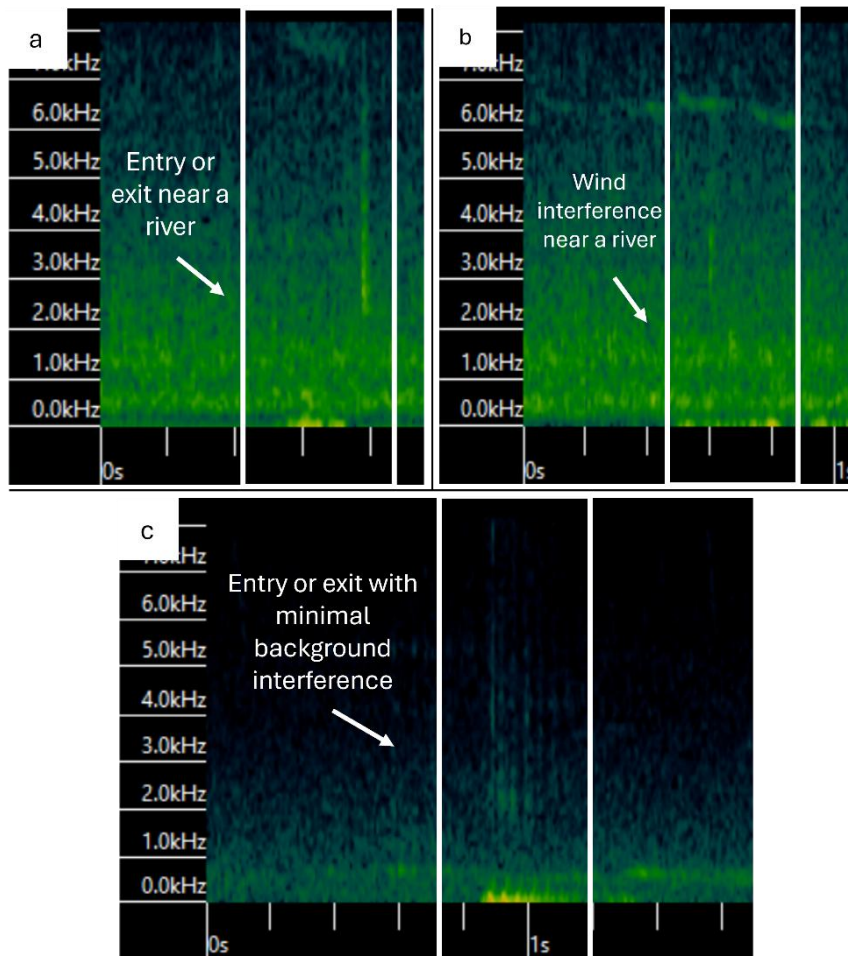 a
6.0kHz
5.0kHz
4.0kHz
3.0kHz
2.0kHz
1.0kHz
0.0kHz
0s
Entry or
exit near a
river
b
6.0kHz
5.0kHz
4.0kHz
3.0kHz
2.0kHz
1.0kHz
0.0kHz
0s
Wind
interference
near a river
c
6.0kHz
5.0kHz
4.0kHz
3.0kHz
2.0kHz
1.0kHz
0.0kHz
0s
1s
Entry or exit with
minimal
background
interference